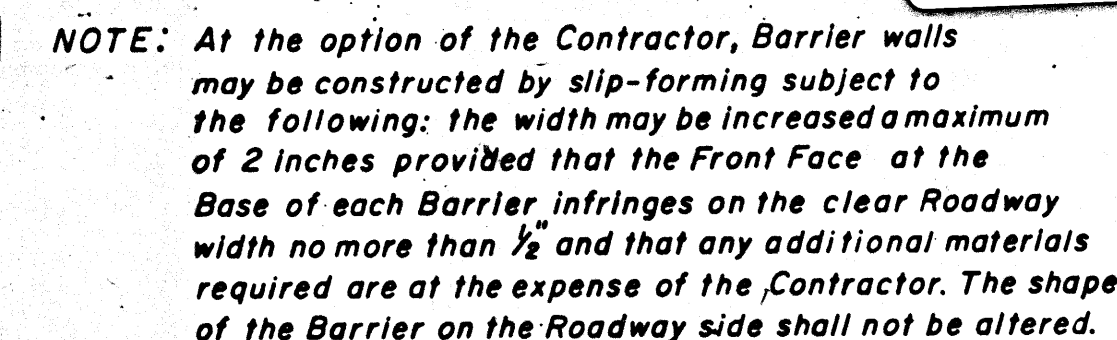 NOTE: At the option of the Contractor, Barrier walls
may be constructed by slip-forming subject to
the following: the width may be increased a maximum
of 2 inches provided that the Front Face at the
Base of each Barrier infringes on the clear Roadway
width no more than 1/2" and that any additional materials
required are at the expense of the Contractor. The shape
of the Barrier on the Roadway side shall not be altered.